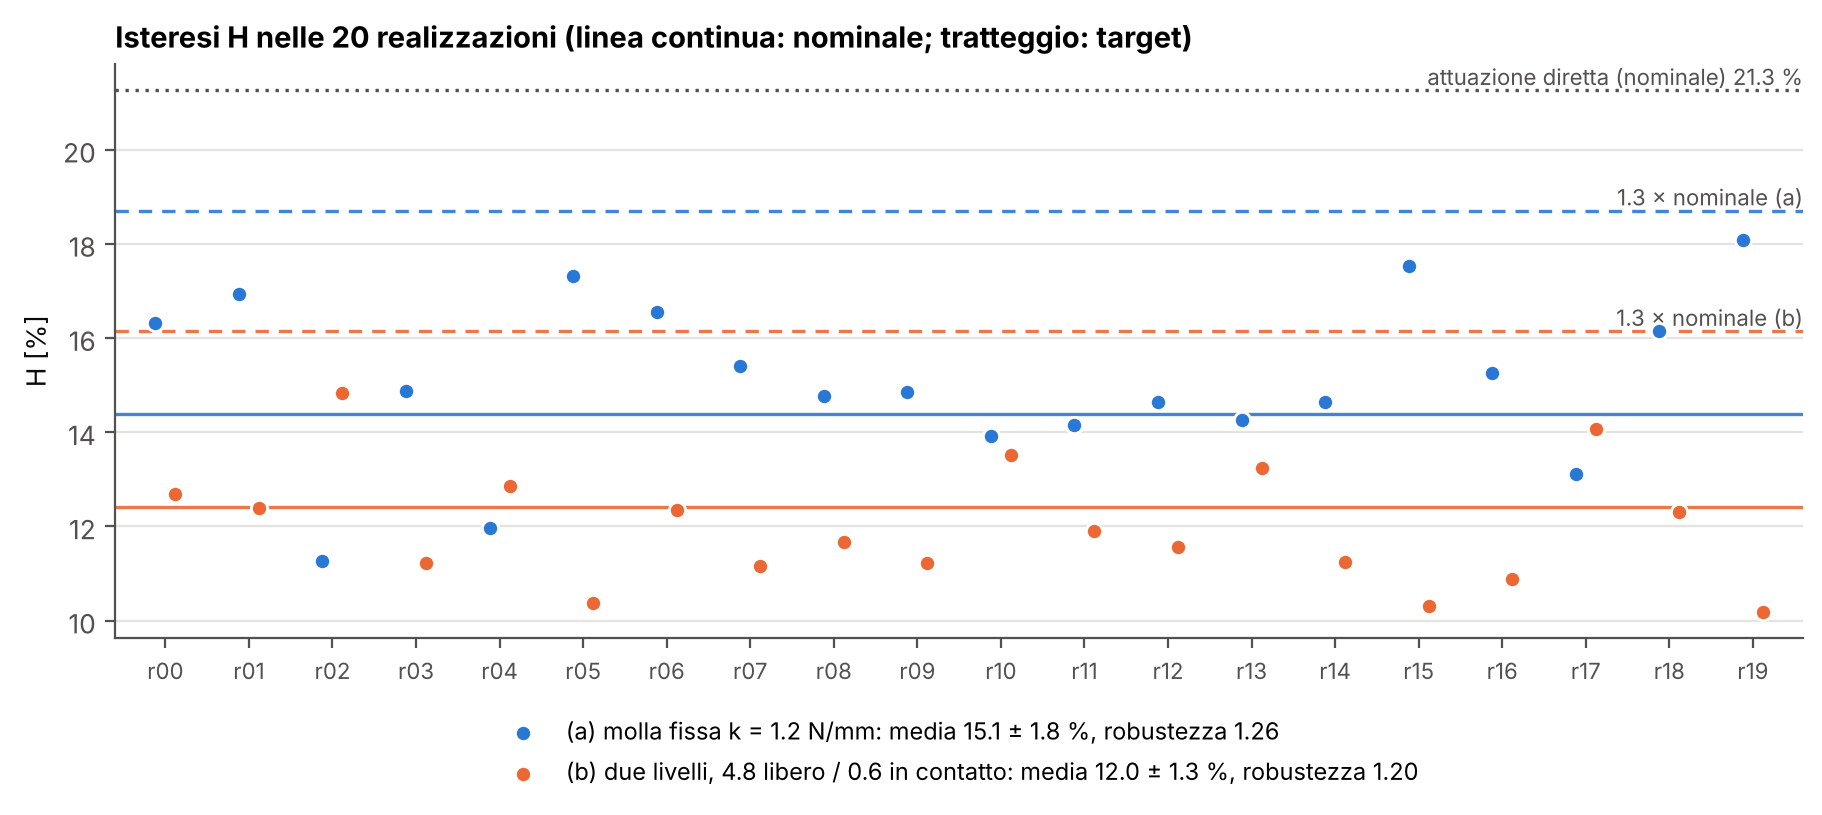 Isteresi H nelle 20 realizzazioni (linea continua: nominale; tratteggio: target)
attuazione diretta (nominale) 21.3 %
20
1.3 × nominale (a)
18
1.3 × nominale (b)
16
H [%]
14
12
10
r00 r01 r02 r03 r04 r05 r06 r07 r08 r09 r10 r11 r12 r13 r14 r15 r16 r17 r18 r19
(a) molla fissa k = 1.2 N/mm: media 15.1 ± 1.8 %, robustezza 1.26
(b) due livelli, 4.8 libero / 0.6 in contatto: media 12.0 ± 1.3 %, robustezza 1.20